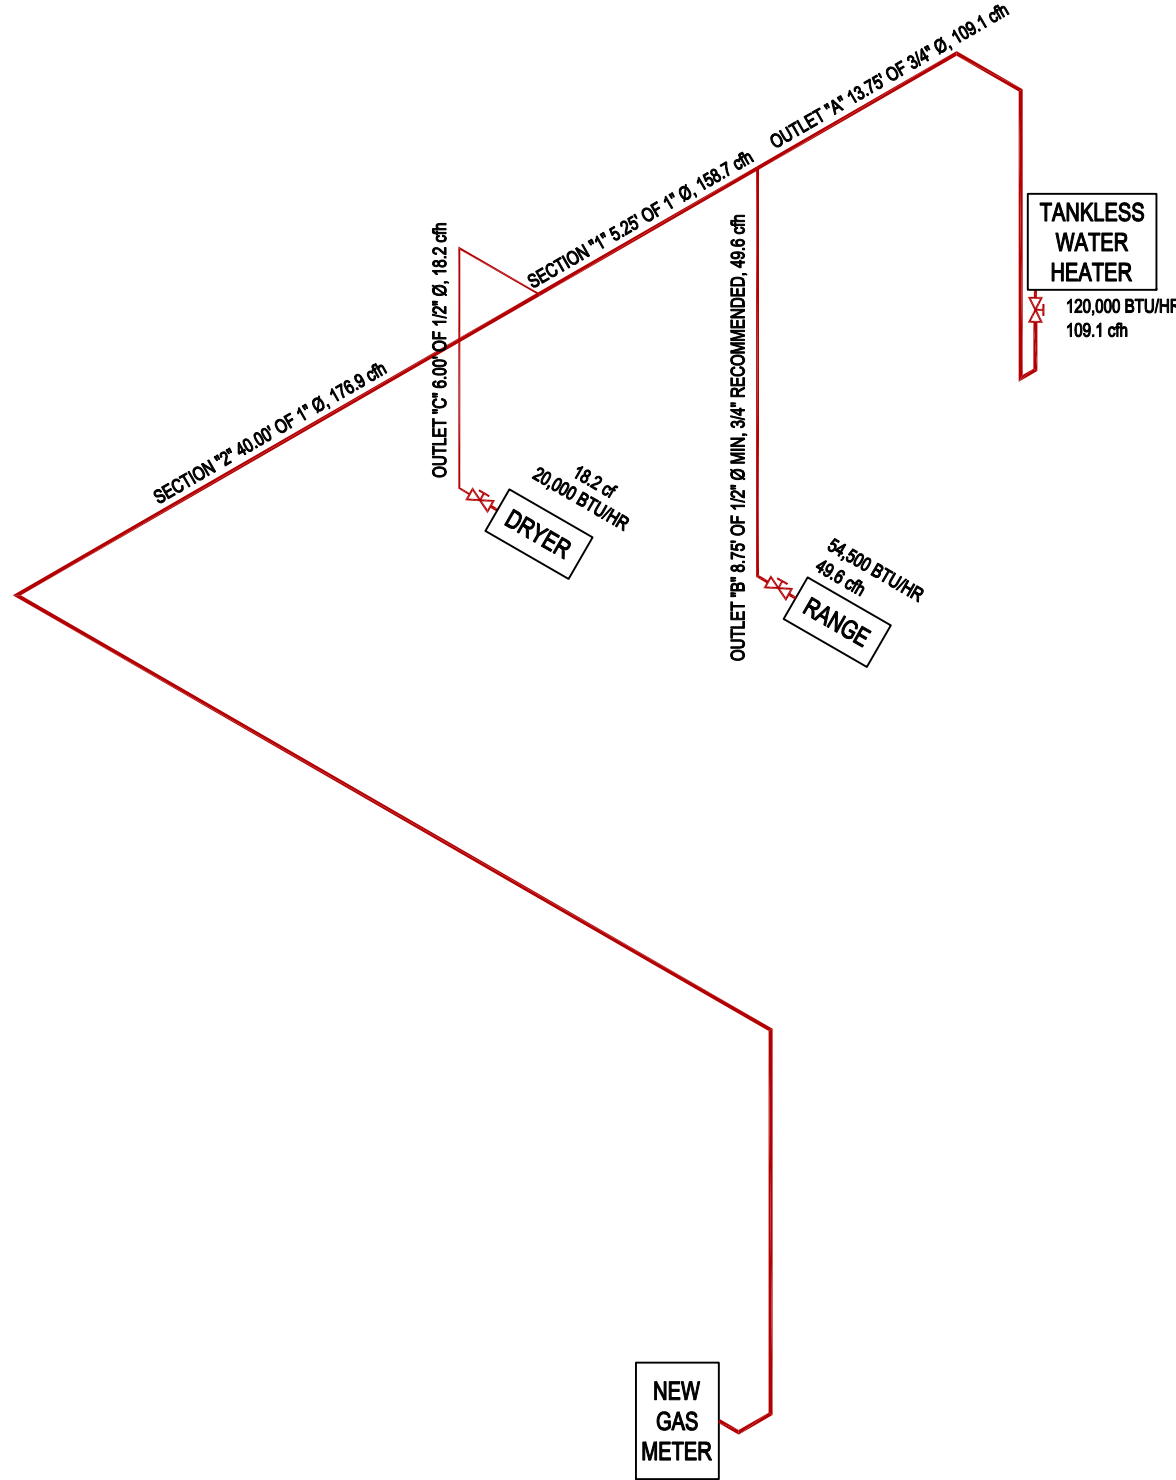 OUTLET "A" 13.75' OF 3/4" Ø, 109.1 cfh
SECTION "1" 5.25' OF 1" Ø, 158.7 cfh
TANKLESS
WATER
HEATER
120,000 BTU/HR
109.1 cfh
OUTLET "C" 6.00' OF 1/2" Ø, 18.2 cfh
OUTLET "B" 8.75' OF 1/2" Ø MIN, 3/4" RECOMMENDED, 49.6 cfh
SECTION "2" 40.00' OF 1" Ø, 176.9 cfh
18.2 cf
20,000 BTU/HR
DRYER
54,500 BTU/HR
49.6 cfh
RANGE
NEW
GAS
METER